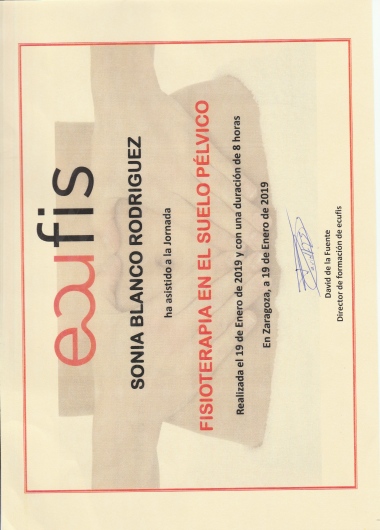 ecufis
SONIA BLANCO RODRIGUEZ
ha asistido a la Jornada
FISIOTERAPIA EN EL SUELO PÉLVICO
Realizada el 19 de Enero de 2019 y con una duración de 8 horas
En Zaragoza, a 19 de Enero de 2019
David de la Fuente
Director de formación de ecufis